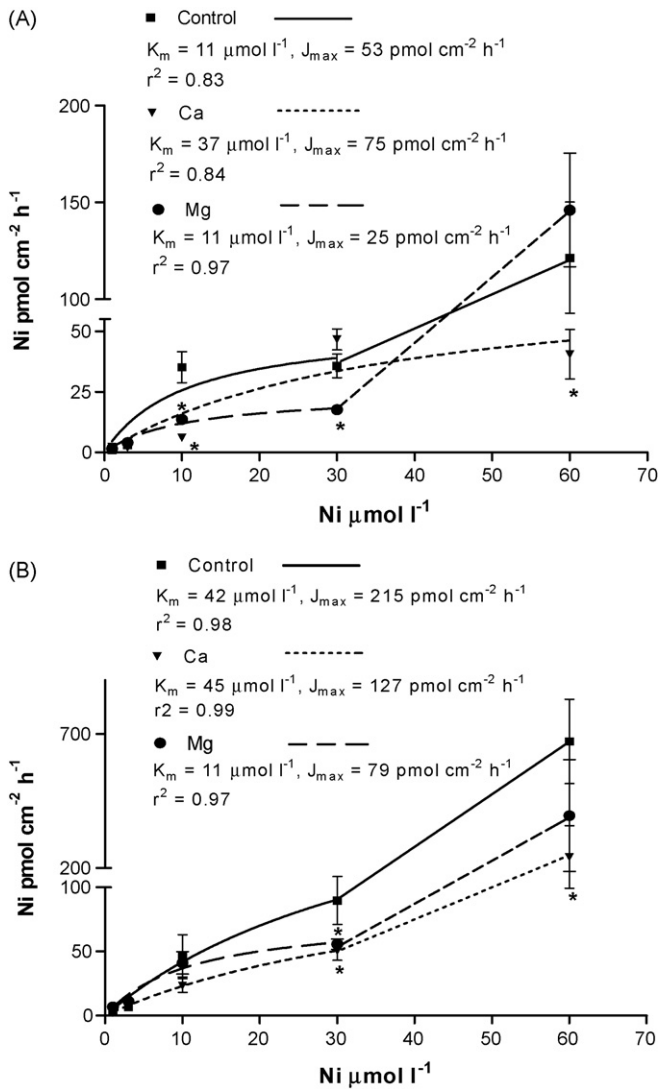 (A)
Control
Kₘ = 11 μmol l⁻¹, Jₘₐₓ = 53 pmol cm⁻² h⁻¹
r² = 0.83
Ca
Kₘ = 37 μmol l⁻¹, Jₘₐₓ = 75 pmol cm⁻² h⁻¹
r² = 0.84
Mg
Kₘ = 11 μmol l⁻¹, Jₘₐₓ = 25 pmol cm⁻² h⁻¹
r² = 0.97
Ni pmol cm⁻² h⁻¹
200
150
100
50
25
0
*
*
*
*
0 10 20 30 40 50 60 70
Ni μmol l⁻¹
(B)
Control
Kₘ = 42 μmol l⁻¹, Jₘₐₓ = 215 pmol cm⁻² h⁻¹
r² = 0.98
Ca
Kₘ = 45 μmol l⁻¹, Jₘₐₓ = 127 pmol cm⁻² h⁻¹
r2 = 0.99
Mg
Kₘ = 11 μmol l⁻¹, Jₘₐₓ = 79 pmol cm⁻² h⁻¹
r² = 0.97
Ni pmol cm⁻² h⁻¹
700
200
100
50
0
*
*
*
0 10 20 30 40 50 60 70
Ni μmol l⁻¹